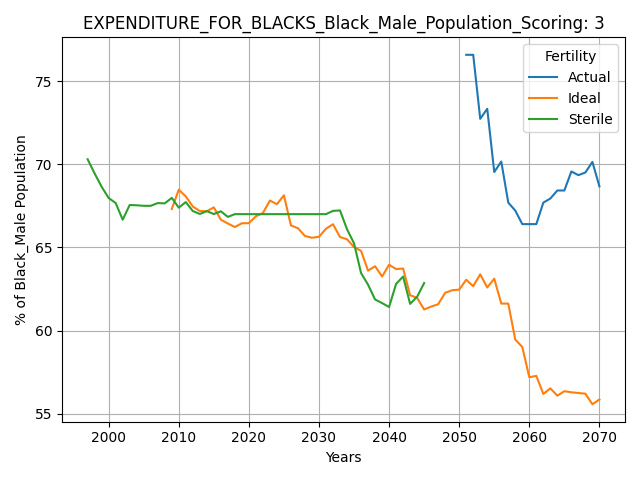 EXPENDITURE_FOR_BLACKS_Black_Male_Population_Scoring: 3
Fertility
Actual
Ideal
Sterile
% of Black_Male Population
75
70
65
60
55
2000 2010 2020 2030 2040 2050 2060 2070
Years